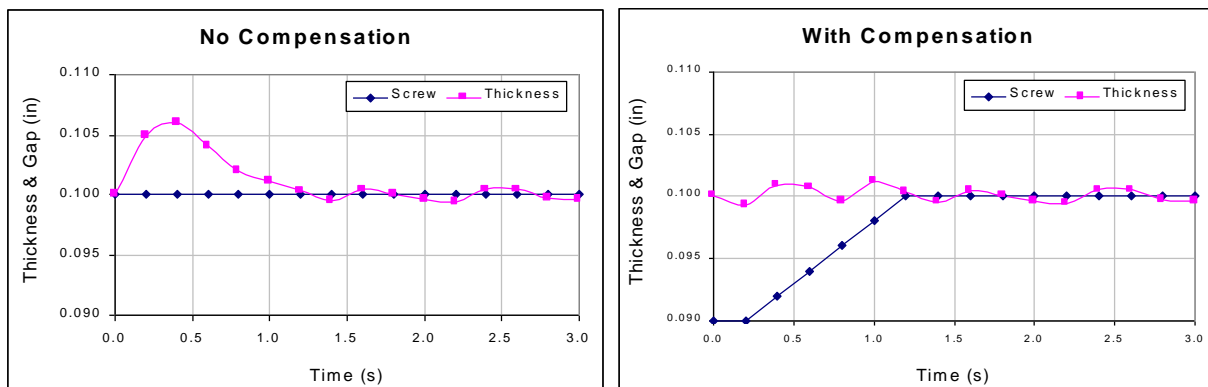 No Compensation
Thickness & Gap (in)
0.110
0.105
0.100
0.095
0.090
Screw Thickness
0.0 0.5 1.0 1.5 2.0 2.5 3.0
Time (s)
With Compensation
Thickness & Gap (in)
0.110
0.105
0.100
0.095
0.090
Screw Thickness
0.0 0.5 1.0 1.5 2.0 2.5 3.0
Time (s)